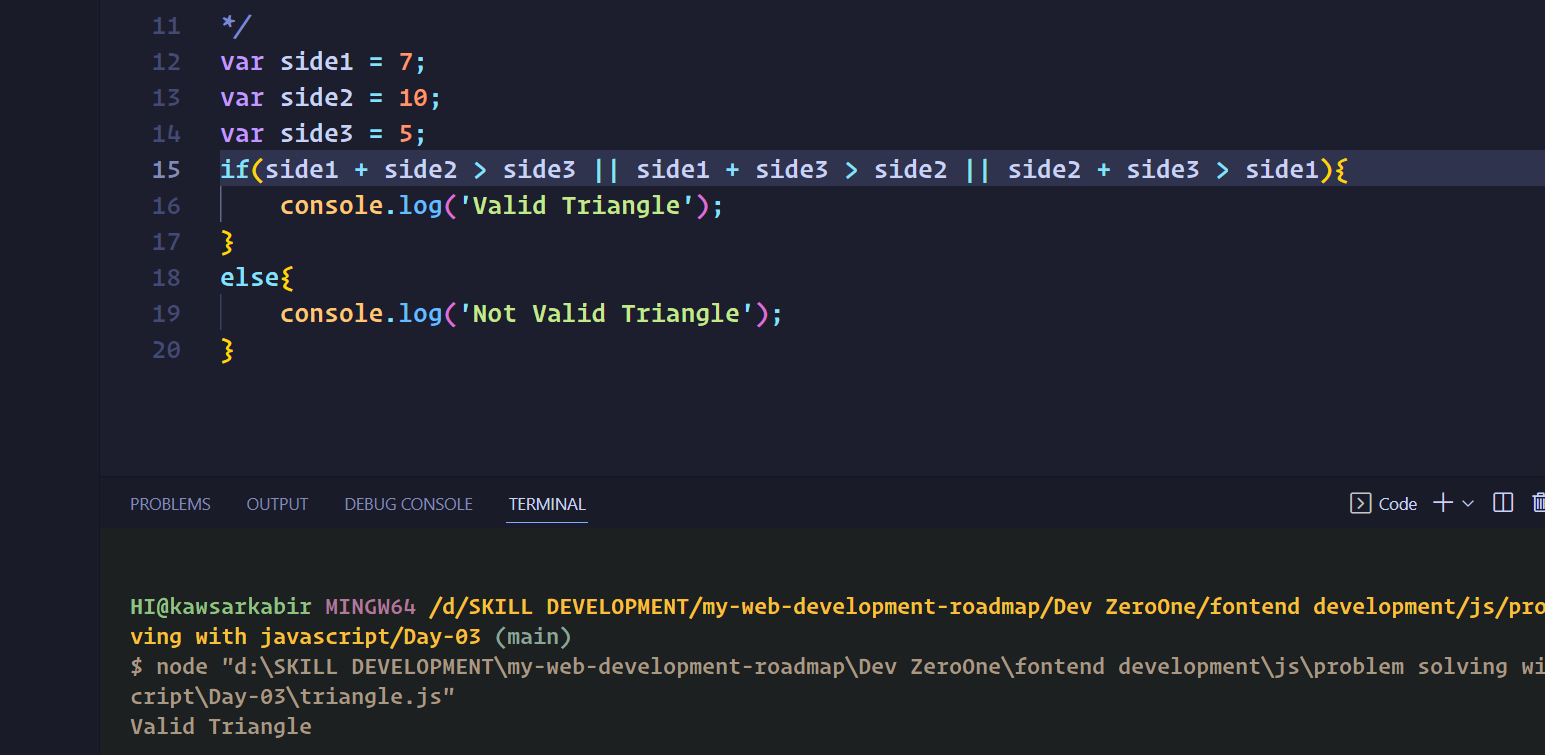 11 */
12 var side1 = 7;
13 var side2 = 10;
14 var side3 = 5;
15 if(side1 + side2 > side3 || side1 + side3 > side2 || side2 + side3 > side1){
16     console.log('Valid Triangle');
17 }
18 else{
19     console.log('Not Valid Triangle');
20 }
PROBLEMS OUTPUT DEBUG CONSOLE TERMINAL Code
HI@kawsarkabir MINGW64 /d/SKILL DEVELOPMENT/my-web-development-roadmap/Dev ZeroOne/fontend development/js/pro
ving with javascript/Day-03 (main)
$ node "d:\SKILL DEVELOPMENT\my-web-development-roadmap\Dev ZeroOne\fontend development\js\problem solving wi
cript\Day-03\triangle.js"
Valid Triangle